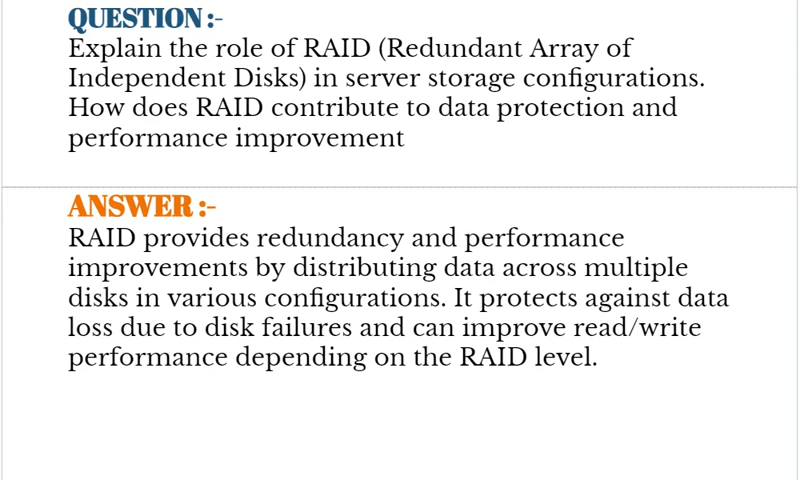 QUESTION :-
Explain the role of RAID (Redundant Array of
Independent Disks) in server storage configurations.
How does RAID contribute to data protection and
performance improvement
ANSWER :-
RAID provides redundancy and performance
improvements by distributing data across multiple
disks in various configurations. It protects against data
loss due to disk failures and can improve read/write
performance depending on the RAID level.